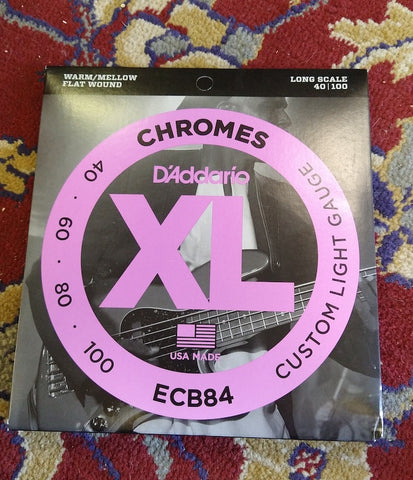 WARM/MELLOW
FLAT WOUND
LONG SCALE
40|100
CHROMES
D'Addario
XL
40 • 60 • 80 • 100
CUSTOM LIGHT GAUGE
USA MADE
ECB84